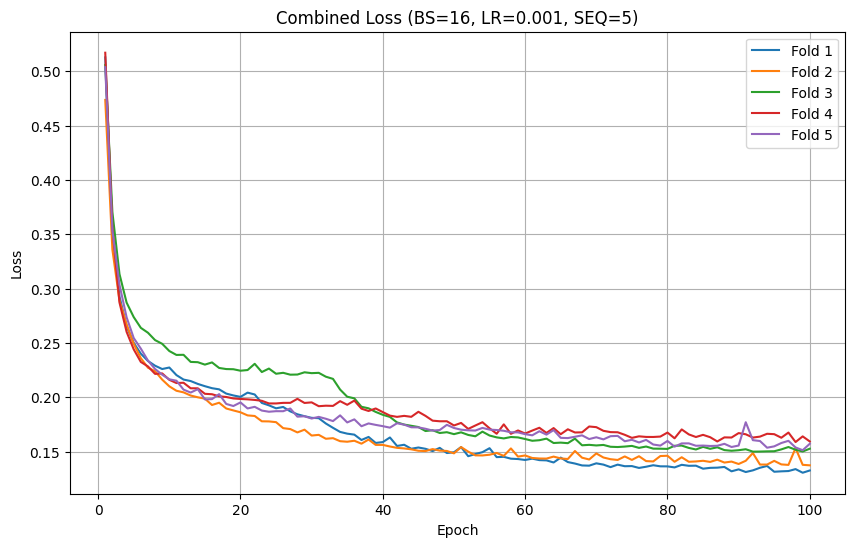 Combined Loss (BS=16, LR=0.001, SEQ=5)
Fold 1
Fold 2
Fold 3
Fold 4
Fold 5
Loss
0.50
0.45
0.40
0.35
0.30
0.25
0.20
0.15
0
20
40
60
80
100
Epoch